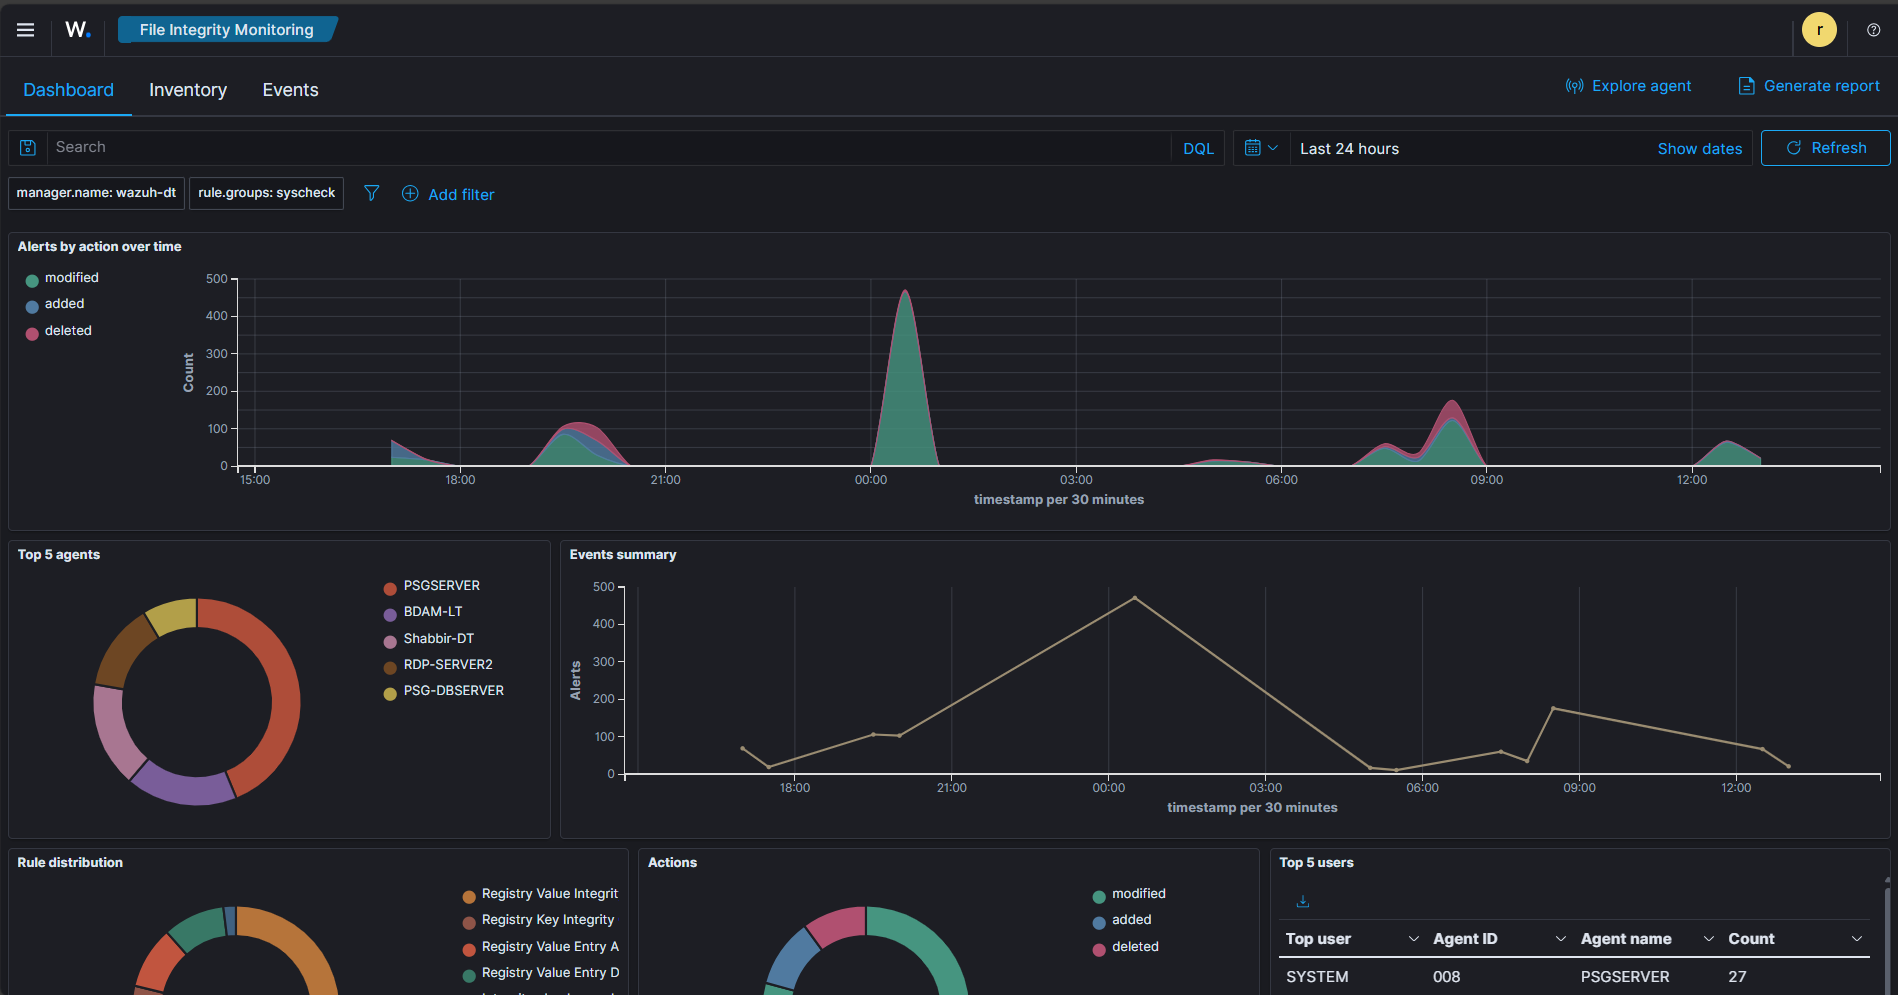 W.
File Integrity Monitoring
r
Dashboard
Inventory
Events
Explore agent
Generate report
Search
DQL
Last 24 hours
Show dates
Refresh
manager.name: wazuh-dt
rule.groups: syscheck
Add filter
Alerts by action over time
modified
added
deleted
Count
500
400
300
200
100
0
15:00 18:00 21:00 00:00 03:00 06:00 09:00 12:00
timestamp per 30 minutes
Top 5 agents
PSGSERVER
BDAM-LT
Shabbir-DT
RDP-SERVER2
PSG-DBSERVER
Events summary
Alerts
500
400
300
200
100
0
18:00 21:00 00:00 03:00 06:00 09:00 12:00
timestamp per 30 minutes
Rule distribution
Registry Value Integrit
Registry Key Integrity
Registry Value Entry A
Registry Value Entry D
Actions
modified
added
deleted
Top 5 users
Top user Agent ID Agent name Count
SYSTEM 008 PSGSERVER 27